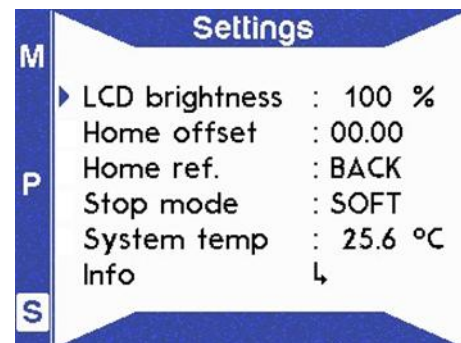 Settings
M
LCD brightness : 100 %
Home offset : 00.00
Home ref. : BACK
P
Stop mode : SOFT
System temp : 25.6 ºC
Info ↳
S